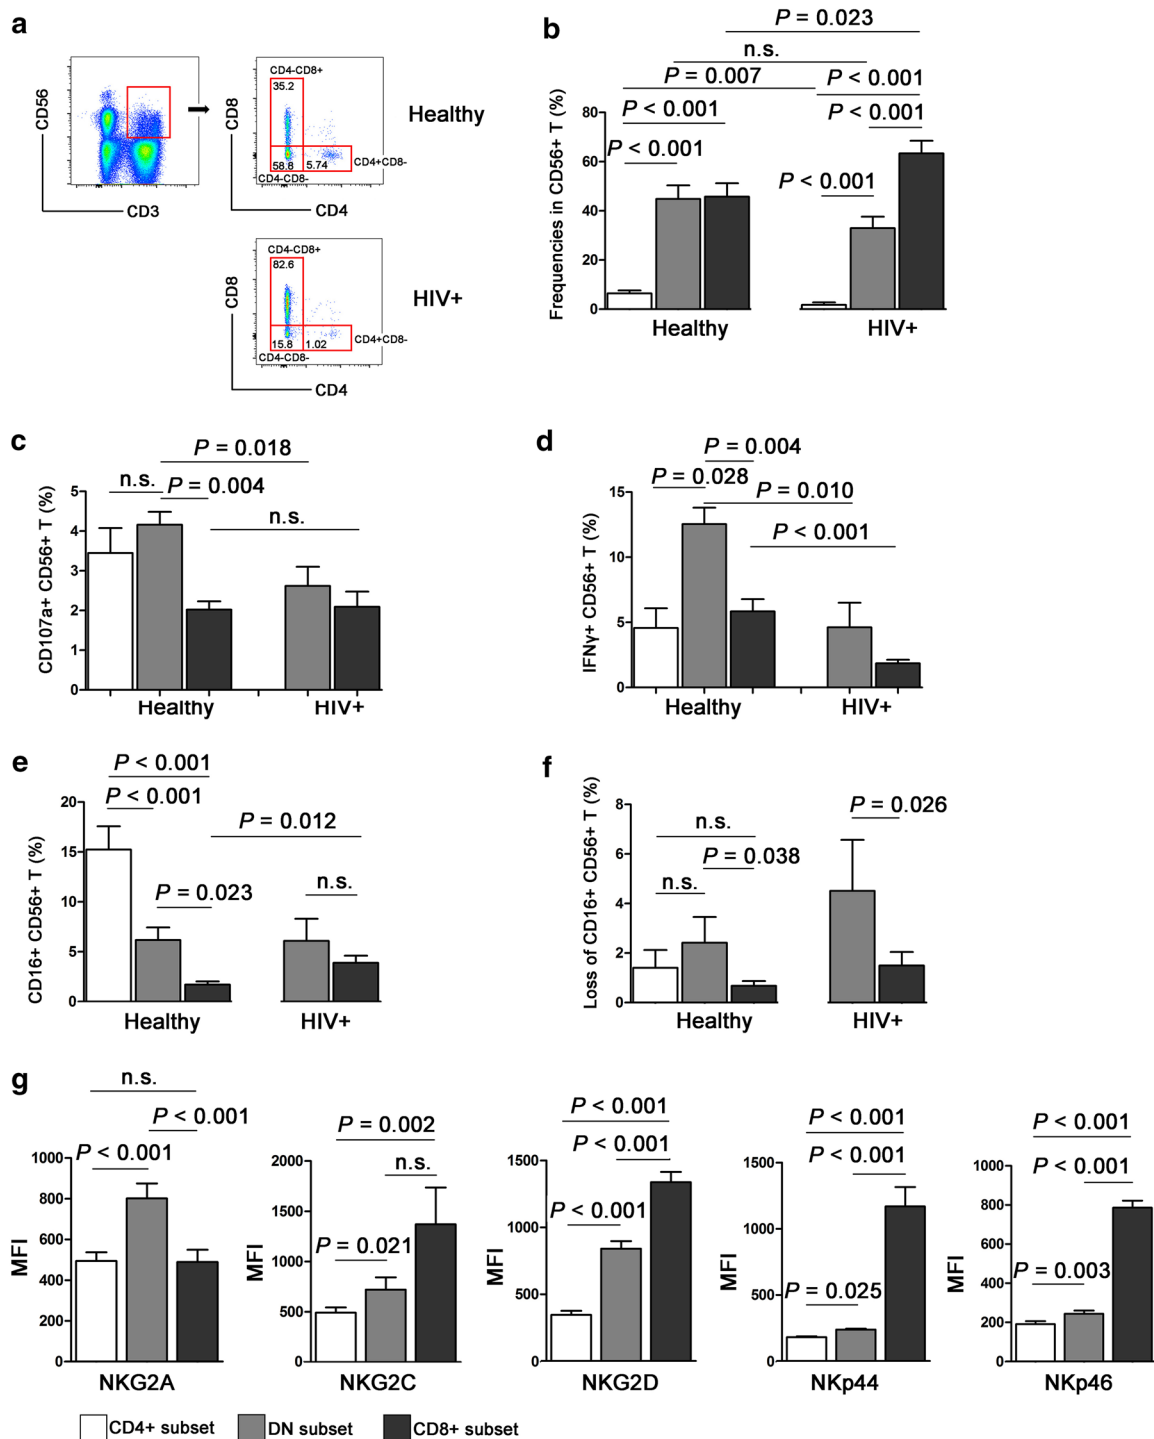 a
CD56
CD3
CD8
CD4-CD8+
35.2
58.8
5.74
CD4+CD8-
CD4-CD8-
CD4
Healthy
CD8
CD4-CD8+
82.6
15.8
1.02
CD4+CD8-
CD4-CD8-
CD4
HIV+
b
P = 0.023
n.s.
P = 0.007
P < 0.001
P < 0.001
P < 0.001
P < 0.001
P < 0.001
Frequencies in CD56+ T (%)
80
60
40
20
0
Healthy
HIV+
c
P = 0.018
n.s.
P = 0.004
n.s.
CD107a+ CD56+ T (%)
5
4
3
2
1
0
Healthy
HIV+
d
P = 0.004
P = 0.028
P = 0.010
P < 0.001
IFNγ+ CD56+ T (%)
15
10
5
0
Healthy
HIV+
e
P < 0.001
P < 0.001
P = 0.012
P = 0.023
n.s.
CD16+ CD56+ T (%)
20
15
10
5
0
Healthy
HIV+
f
P = 0.026
n.s.
P = 0.038
n.s.
Loss of CD16+ CD56+ T (%)
8
6
4
2
0
Healthy
HIV+
g
n.s.
P < 0.001
P < 0.001
MFI
1000
800
600
400
200
0
NKG2A
P = 0.002
n.s.
P = 0.021
MFI
2000
1500
1000
500
0
NKG2C
P < 0.001
P < 0.001
P < 0.001
MFI
1500
1000
500
0
NKG2D
P < 0.001
P < 0.001
P = 0.025
MFI
1500
1000
500
0
NKp44
P < 0.001
P < 0.001
P = 0.003
MFI
1000
800
600
400
200
0
NKp46
CD4+ subset
DN subset
CD8+ subset